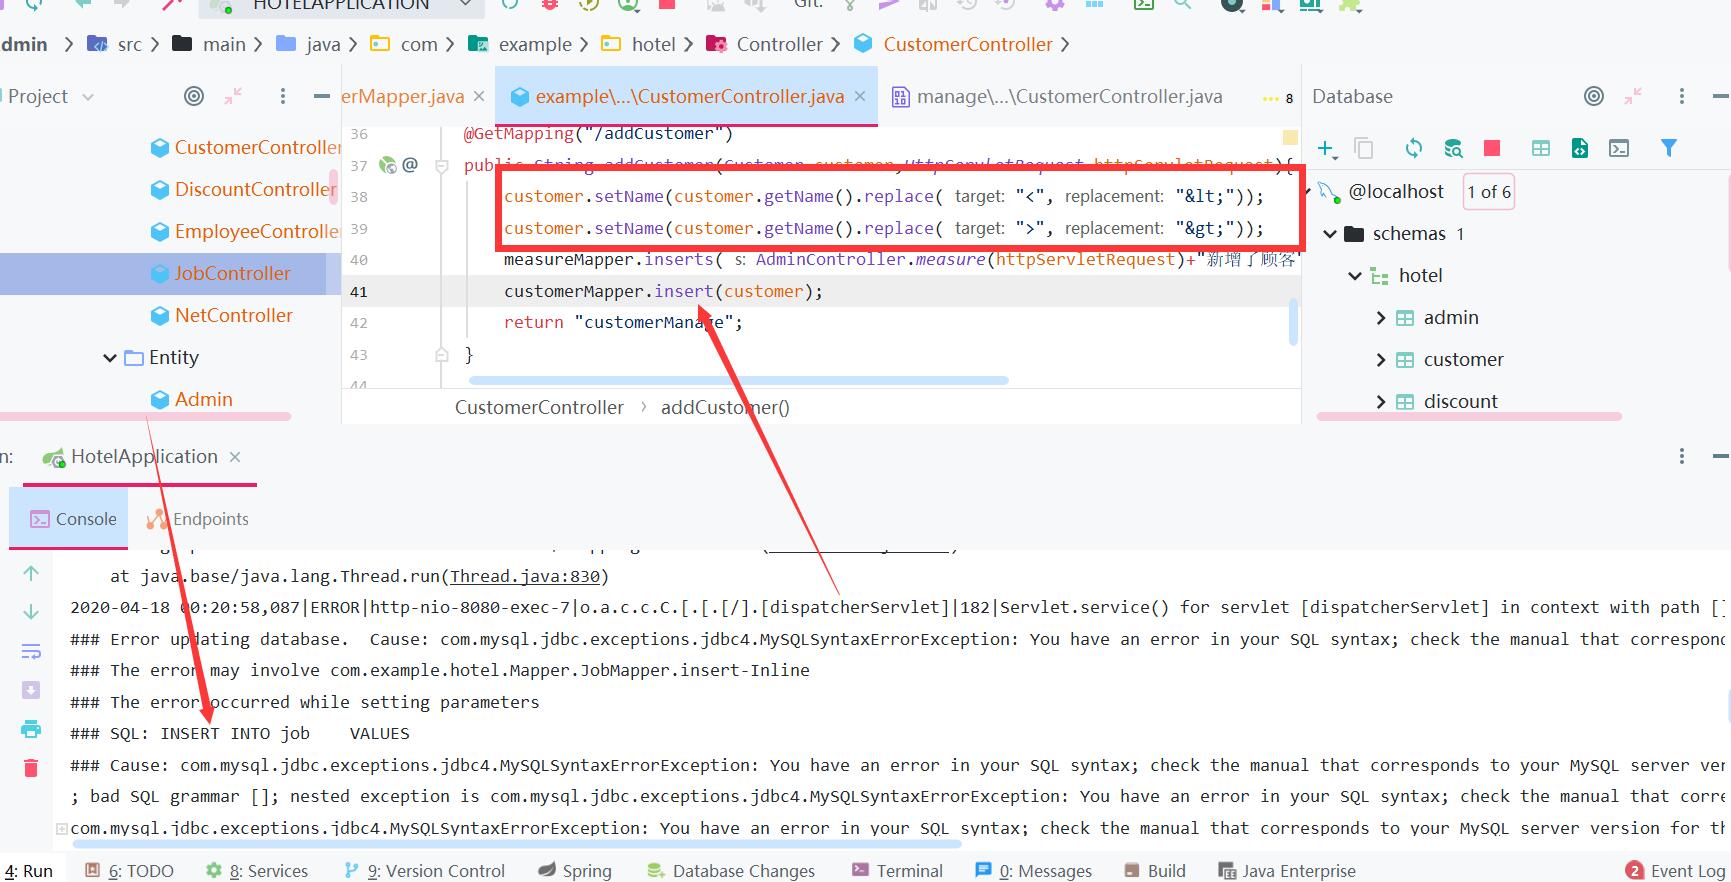 HOTELAPPLICATION
Git:
dmin > src > main > java > com > example > hotel > Controller > CustomerController >
Project
erMapper.java ×
example\...\CustomerController.java ×
manage\...\CustomerController.java
8
Database
CustomerController
DiscountController
EmployeeControlle
JobController
NetController
Entity
Admin
36 @GetMapping("/addCustomer")
37 public String addCustomer(Customer customer,HttpServletRequest httpServletRequest){
38 customer.setName(customer.getName().replace( target: "<", replacement: "&lt;"));
39 customer.setName(customer.getName().replace( target: ">", replacement: "&gt;"));
40 measureMapper.inserts( s: AdminController.measure(httpServletRequest)+"新增了顾客"
41 customerMapper.insert(customer);
42 return "customerManage";
43 }
44
CustomerController > addCustomer()
@localhost 1 of 6
schemas 1
hotel
admin
customer
discount
n: HotelApplication ×
Console Endpoints
at java.base/java.lang.Thread.run(Thread.java:830)
2020-04-18 00:20:58,087|ERROR|http-nio-8080-exec-7|o.a.c.c.C.[.[.[/].[dispatcherServlet]|182|Servlet.service() for servlet [dispatcherServlet] in context with path []
### Error updating database.  Cause: com.mysql.jdbc.exceptions.jdbc4.MySQLSyntaxErrorException: You have an error in your SQL syntax; check the manual that correspond
### The error may involve com.example.hotel.Mapper.JobMapper.insert-Inline
### The error occurred while setting parameters
### SQL: INSERT INTO job    VALUES
### Cause: com.mysql.jdbc.exceptions.jdbc4.MySQLSyntaxErrorException: You have an error in your SQL syntax; check the manual that corresponds to your MySQL server ver
; bad SQL grammar []; nested exception is com.mysql.jdbc.exceptions.jdbc4.MySQLSyntaxErrorException: You have an error in your SQL syntax; check the manual that corre
com.mysql.jdbc.exceptions.jdbc4.MySQLSyntaxErrorException: You have an error in your SQL syntax; check the manual that corresponds to your MySQL server version for th
4: Run 6: TODO 8: Services 9: Version Control Spring Database Changes Terminal 0: Messages Build Java Enterprise 2 Event Log